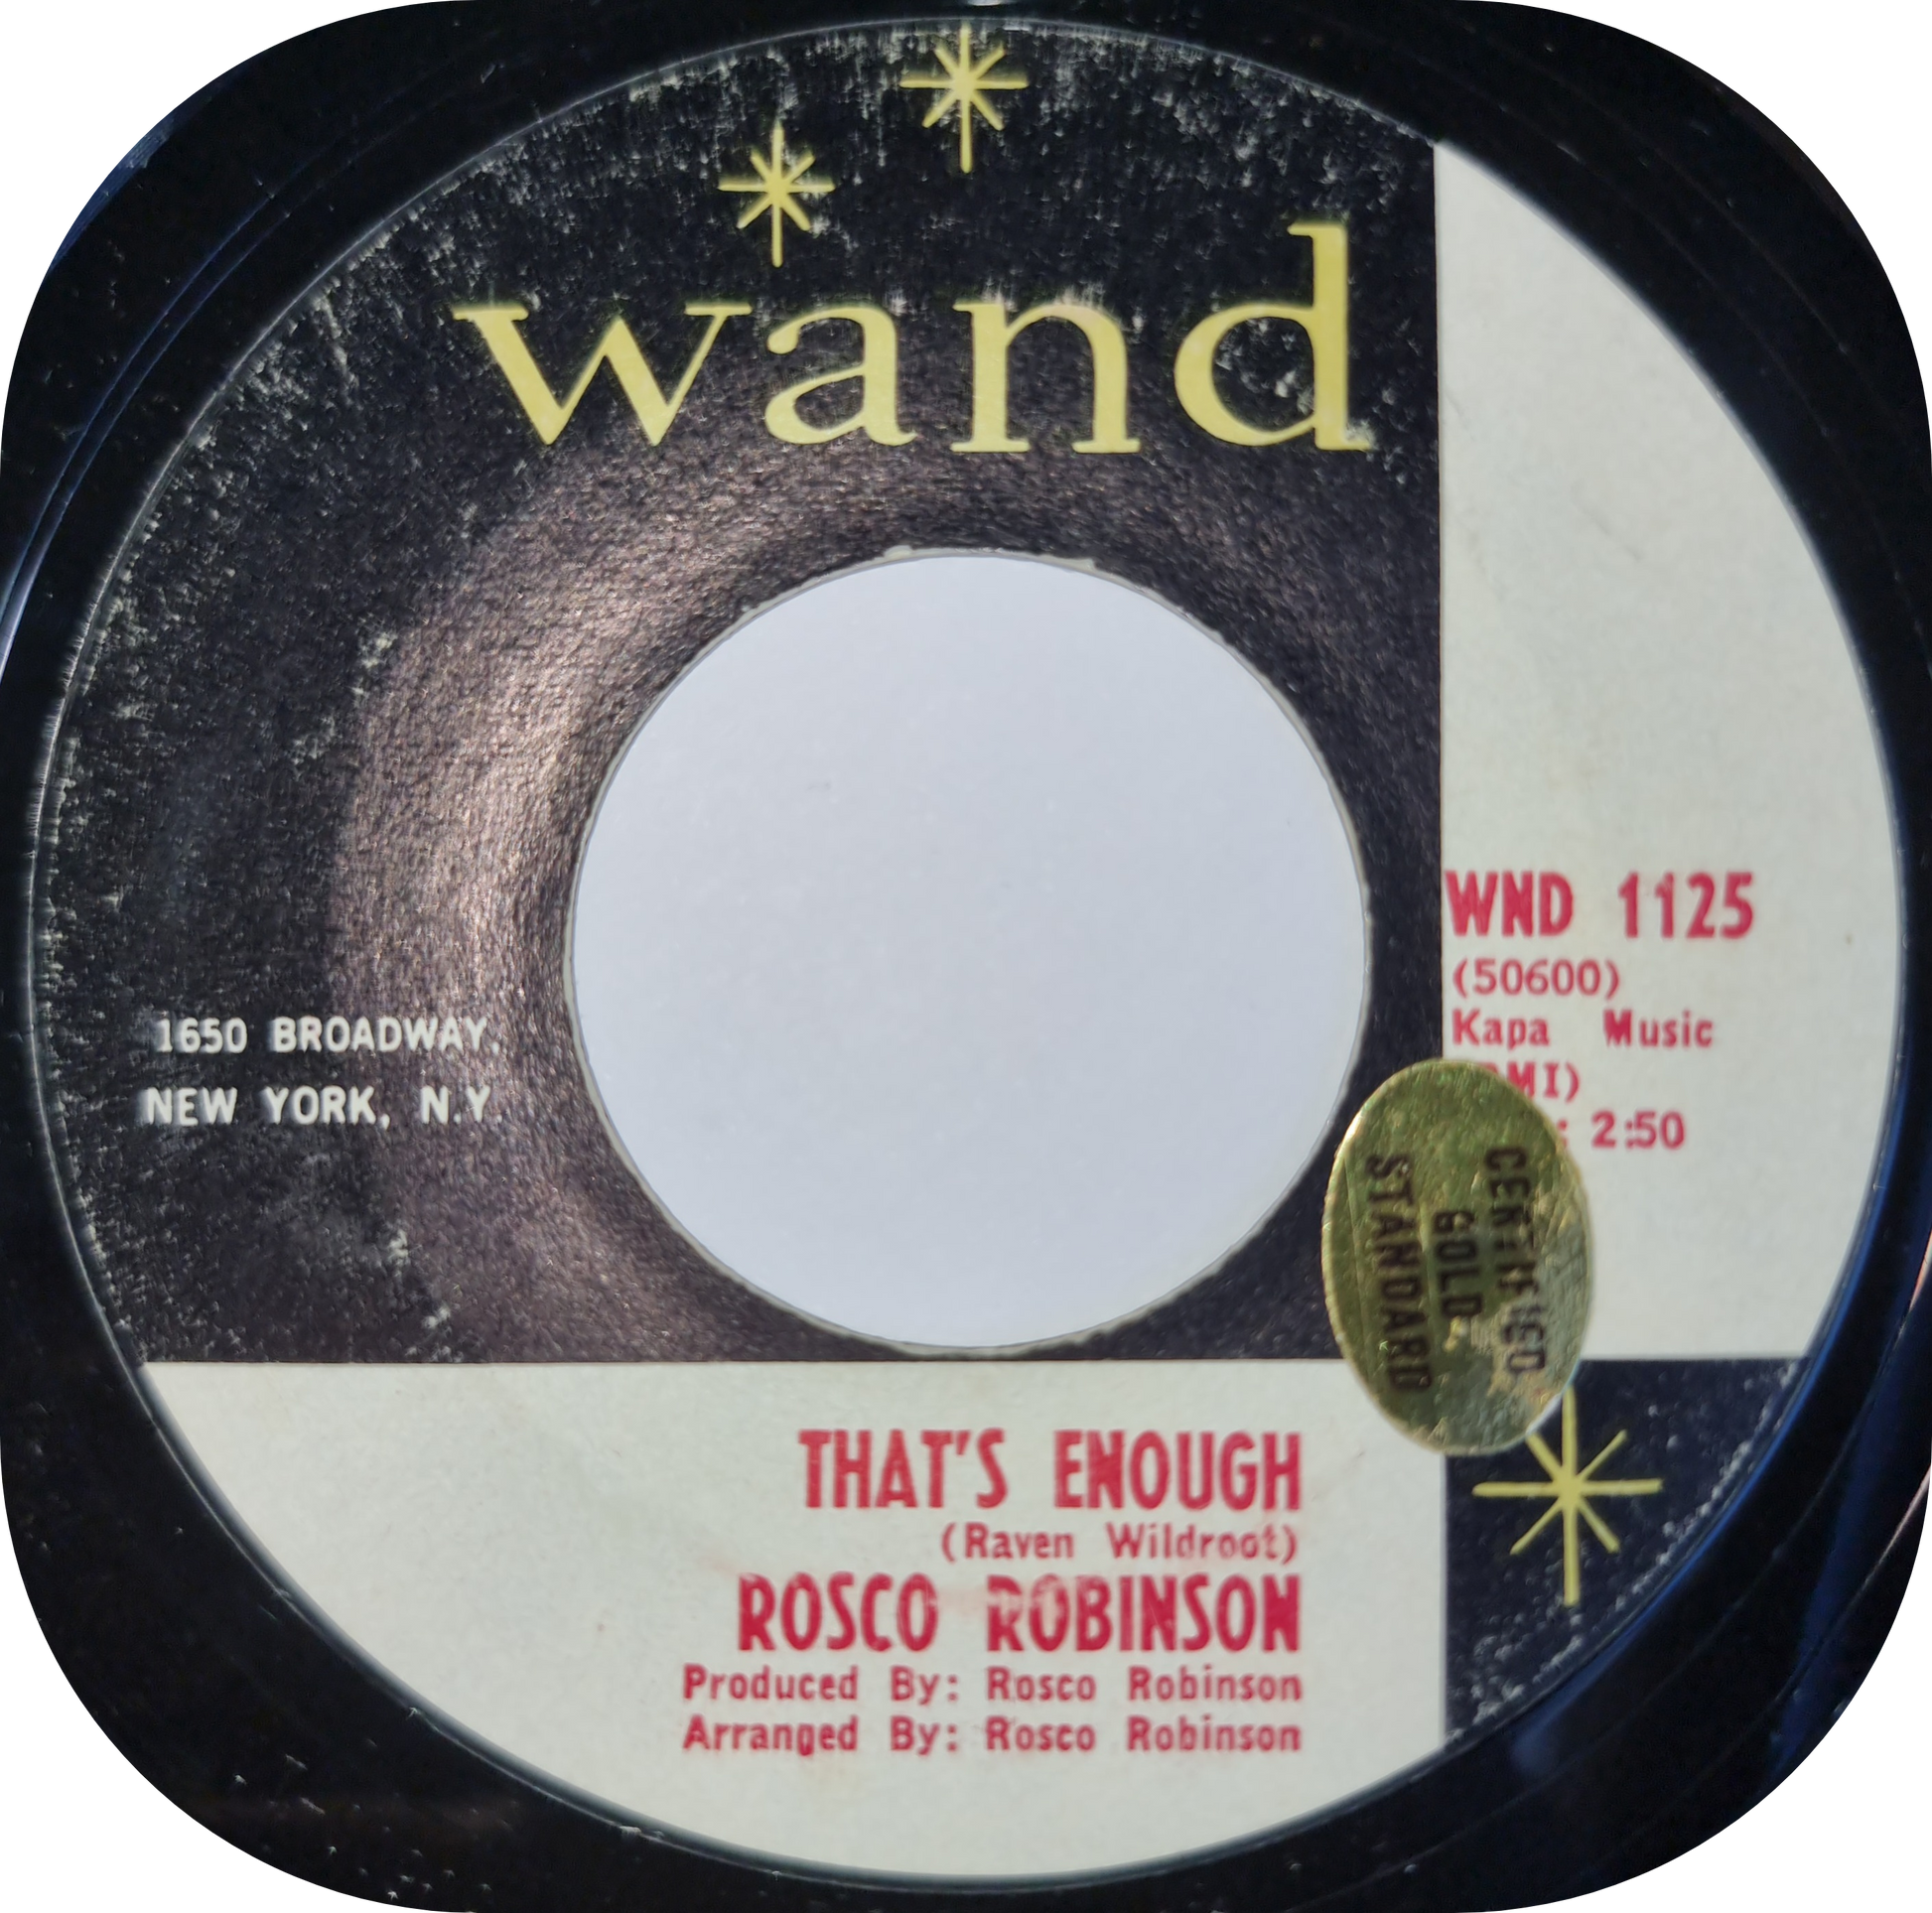 wand
WND 1125
(50600)
Kapa Music
: 2:50
1650 BROADWAY,
NEW YORK, N.Y.
CERTIFIED
GOLD
STANDARD
THAT'S ENOUGH
(Raven Wildroot)
ROSCO ROBINSON
Produced By: Rosco Robinson
Arranged By: Rosco Robinson